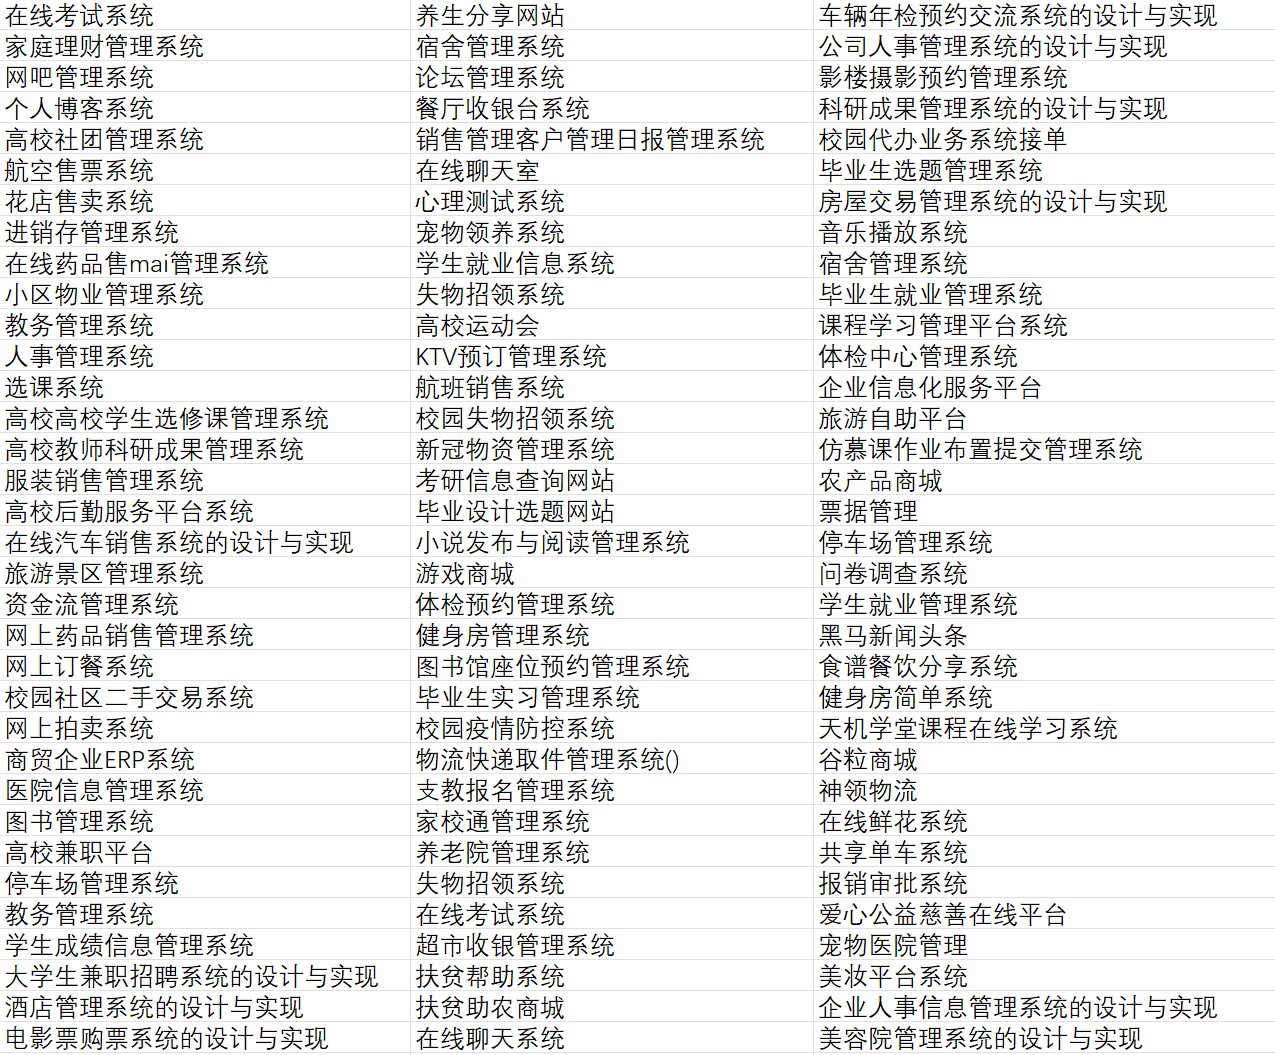 在线考试系统	养生分享网站	车辆年检预约交流系统的设计与实现
家庭理财管理系统	宿舍管理系统	公司人事管理系统的设计与实现
网吧管理系统	论坛管理系统	影楼摄影预约管理系统
个人博客系统	餐厅收银台系统	科研成果管理系统的设计与实现
高校社团管理系统	销售管理客户管理日报管理系统	校园代办业务系统接单
航空售票系统	在线聊天室	毕业生选题管理系统
花店售卖系统	心理测试系统	房屋交易管理系统的设计与实现
进销存管理系统	宠物领养系统	音乐播放系统
在线药品售mai管理系统	学生就业信息系统	宿舍管理系统
小区物业管理系统	失物招领系统	毕业生就业管理系统
教务管理系统	高校运动会	课程学习管理平台系统
人事管理系统	KTV预订管理系统	体检中心管理系统
选课系统	航班销售系统	企业信息化服务平台
高校高校学生选修课管理系统	校园失物招领系统	旅游自助平台
高校教师科研成果管理系统	新冠物资管理系统	仿慕课作业布置提交管理系统
服装销售管理系统	考研信息查询网站	农产品商城
高校后勤服务平台系统	毕业设计选题网站	票据管理
在线汽车销售系统的设计与实现	小说发布与阅读管理系统	停车场管理系统
旅游景区管理系统	游戏商城	问卷调查系统
资金流管理系统	体检预约管理系统	学生就业管理系统
网上药品销售管理系统	健身房管理系统	黑马新闻头条
网上订餐系统	图书馆座位预约管理系统	食谱餐饮分享系统
校园社区二手交易系统	毕业生实习管理系统	健身房简单系统
网上拍卖系统	校园疫情防控系统	天机学堂课程在线学习系统
商贸企业ERP系统	物流快递取件管理系统()	谷粒商城
医院信息管理系统	支教报名管理系统	神领物流
图书管理系统	家校通管理系统	在线鲜花系统
高校兼职平台	养老院管理系统	共享单车系统
停车场管理系统	失物招领系统	报销审批系统
教务管理系统	在线考试系统	爱心公益慈善在线平台
学生成绩信息管理系统	超市收银管理系统	宠物医院管理
大学生兼职招聘系统的设计与实现	扶贫帮助系统	美妆平台系统
酒店管理系统的设计与实现	扶贫助农商城	企业人事信息管理系统的设计与实现
电影票购票系统的设计与实现	在线聊天系统	美容院管理系统的设计与实现